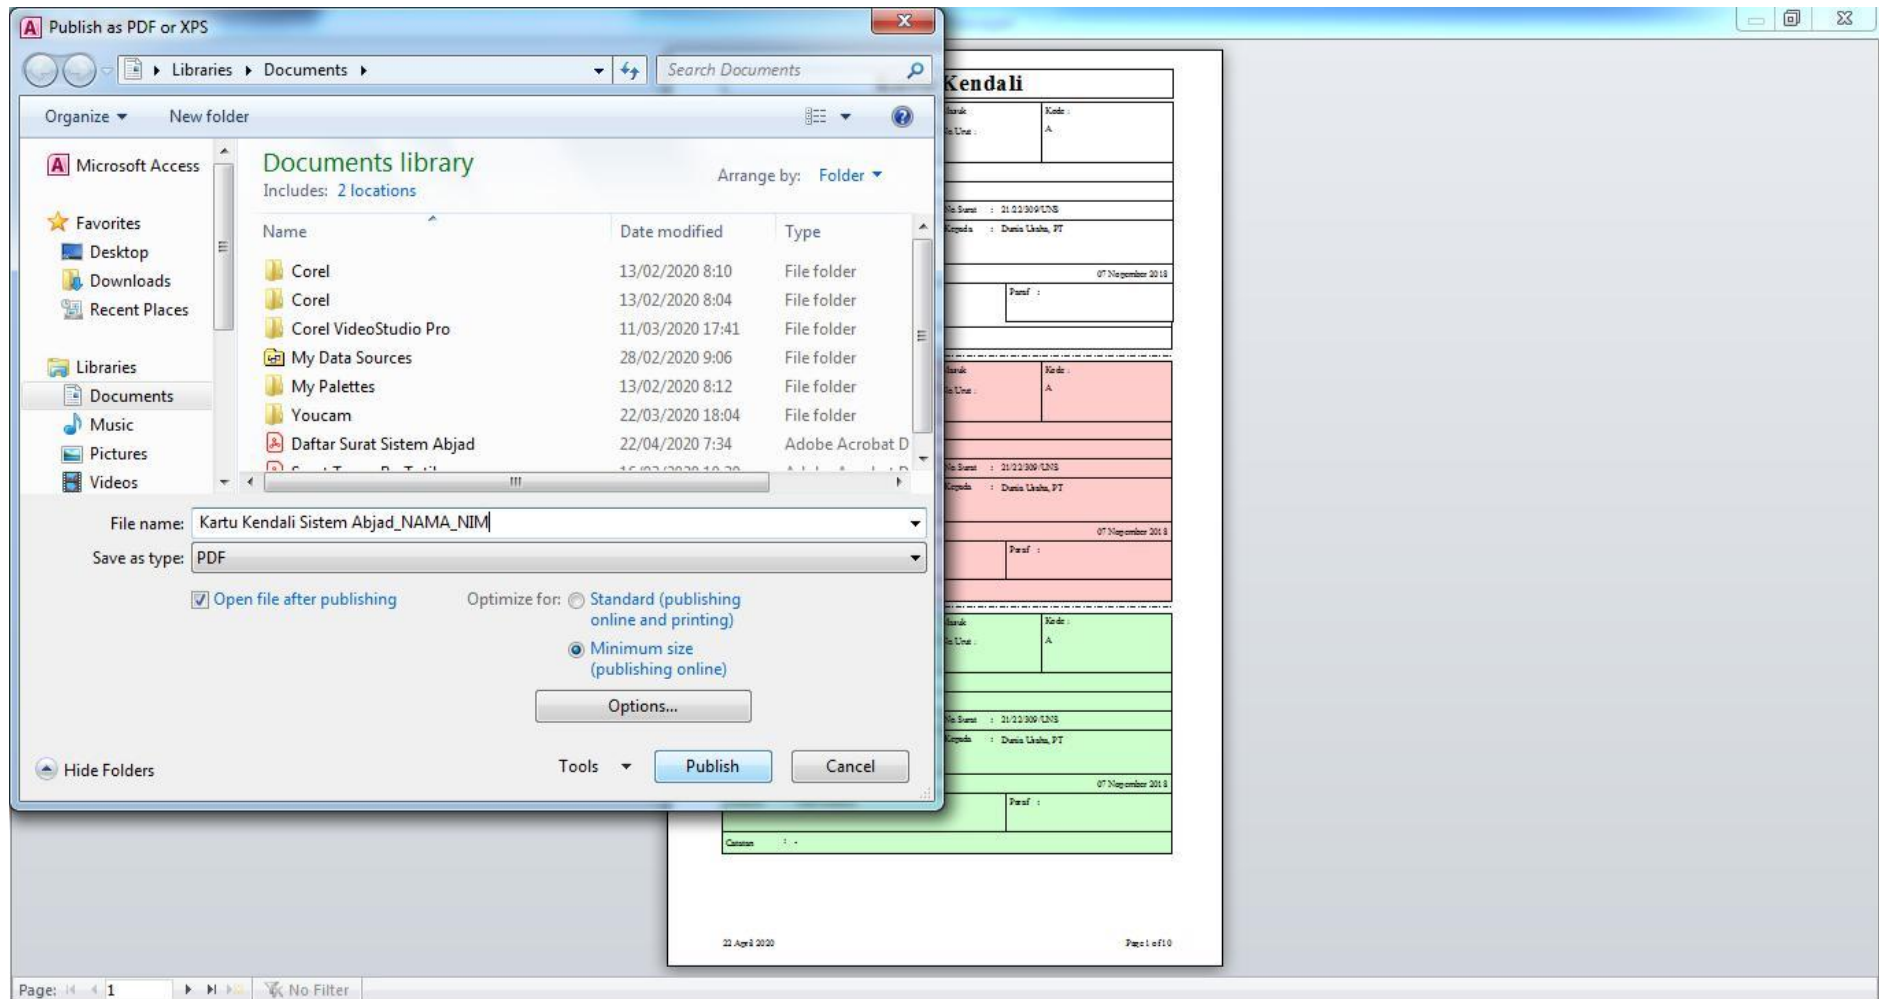 Publish as PDF or XPS
Libraries
Documents
Search Documents
Organize
New folder
Microsoft Access
Favorites
Desktop
Downloads
Recent Places
Libraries
Documents
Music
Pictures
Videos
Documents library
Includes: 2 locations
Arrange by: Folder
Name Date modified Type
Corel 13/02/2020 8:10 File folder
Corel 13/02/2020 8:04 File folder
Corel VideoStudio Pro 11/03/2020 17:41 File folder
My Data Sources 28/02/2020 9:06 File folder
My Palettes 13/02/2020 8:12 File folder
Youcam 22/03/2020 18:04 File folder
Daftar Surat Sistem Abjad 22/04/2020 7:34 Adobe Acrobat D
File name: Kartu Kendali Sistem Abjad_NAMA_NIM
Save as type: PDF
Open file after publishing
Optimize for: Standard (publishing
online and printing)
Minimum size
(publishing online)
Options...
Hide Folders
Tools
Publish
Cancel
Kendali
Kode :
A
No Surat : 21/22/309/UNS
Kepada : Dunia Usaha, PT
07 Nopember 2018
Paraf :
Kode :
A
No Surat : 21/22/309/UNS
Kepada : Dunia Usaha, PT
07 Nopember 2018
Paraf :
Kode :
A
No Surat : 21/22/309/UNS
Kepada : Dunia Usaha, PT
07 Nopember 2018
Paraf :
Catatan : -
22 April 2020
Page 1 of 10
Page: 1
No Filter